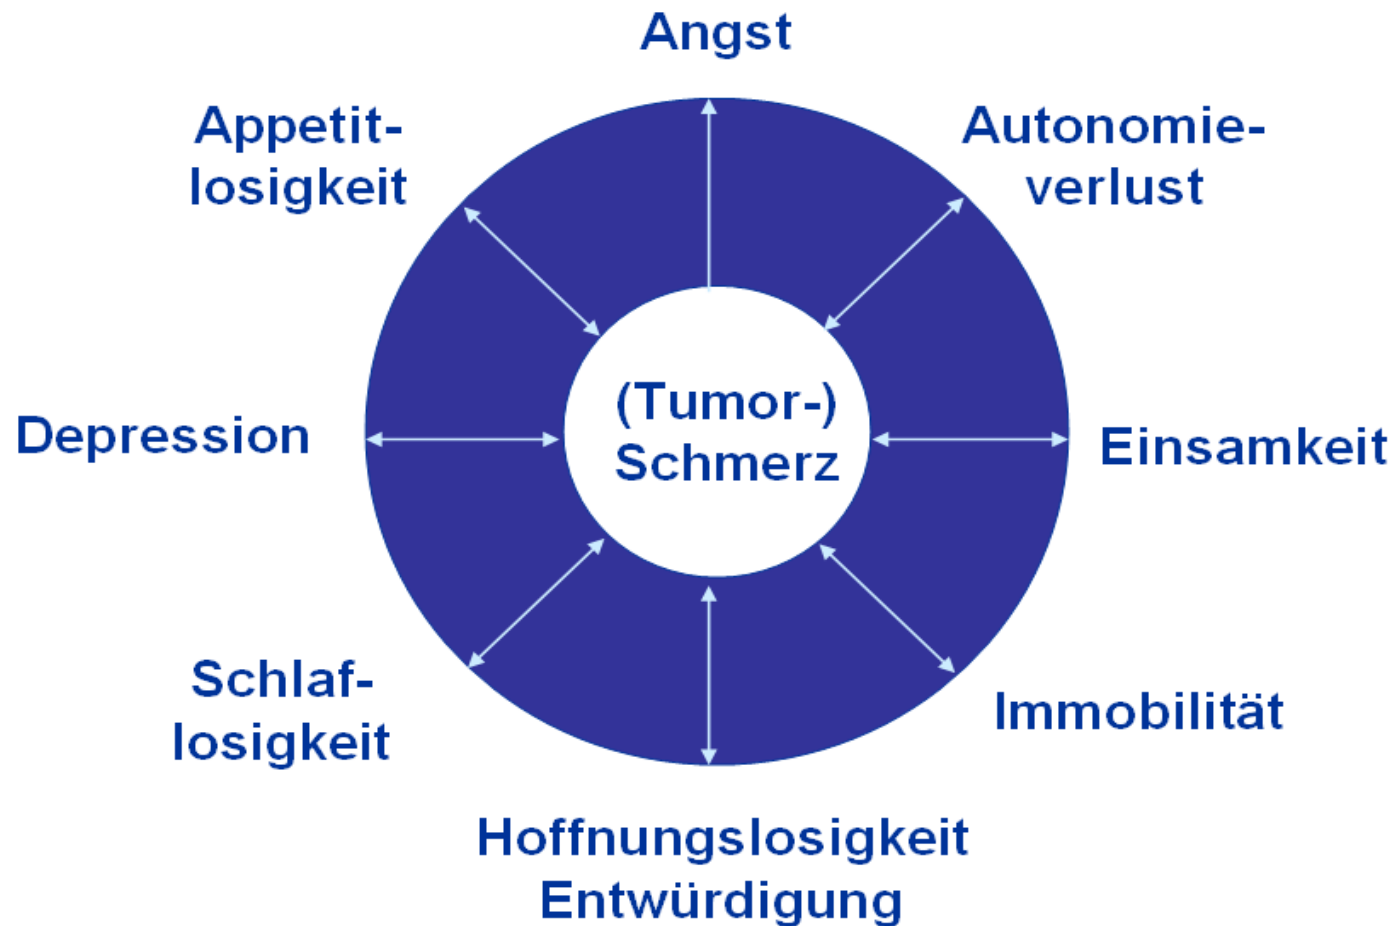 Angst
Appetit-
losigkeit
Autonomie-
verlust
Depression
(Tumor-)
Schmerz
Einsamkeit
Schlaf-
losigkeit
Immobilität
Hoffnungslosigkeit
Entwürdigung